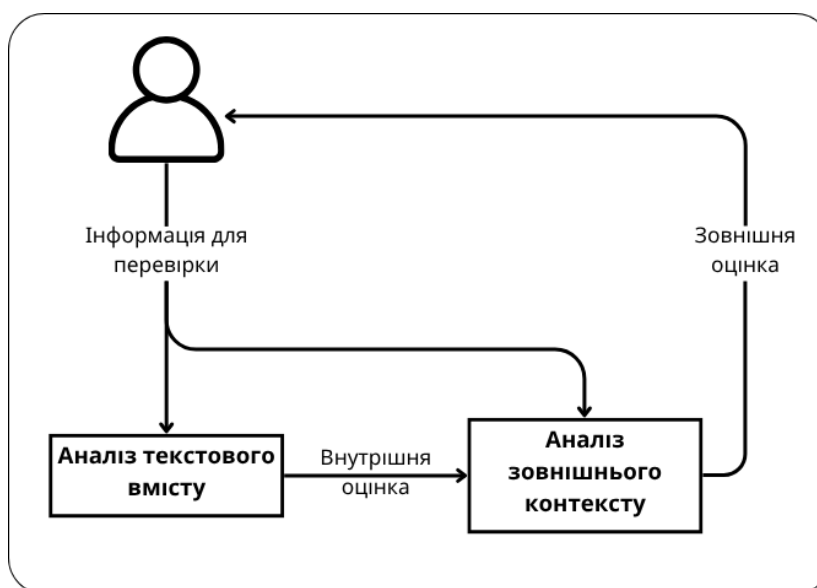 Інформація для
перевірки
Зовнішня
оцінка
Аналіз текстового
вмісту
Внутрішня
оцінка
Аналіз
зовнішнього
контексту